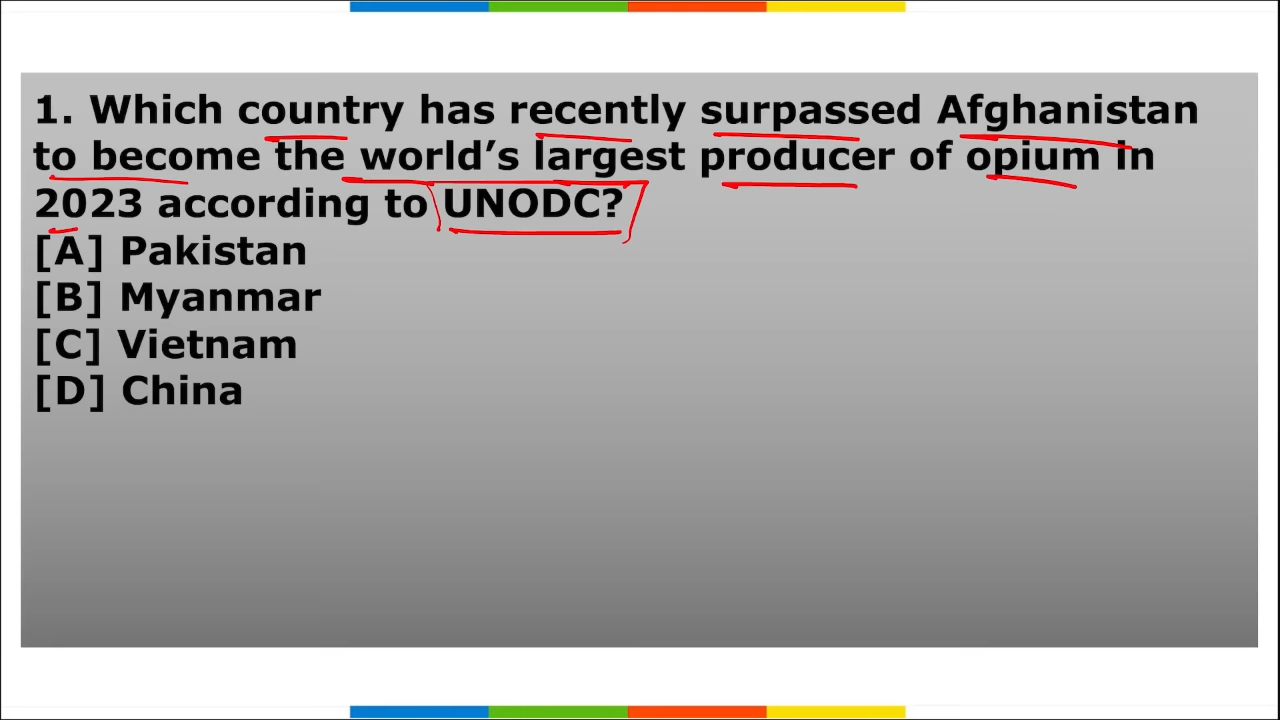 1. Which country has recently surpassed Afghanistan
to become the world’s largest producer of opium in
2023 according to UNODC?
[A] Pakistan
[B] Myanmar
[C] Vietnam
[D] China